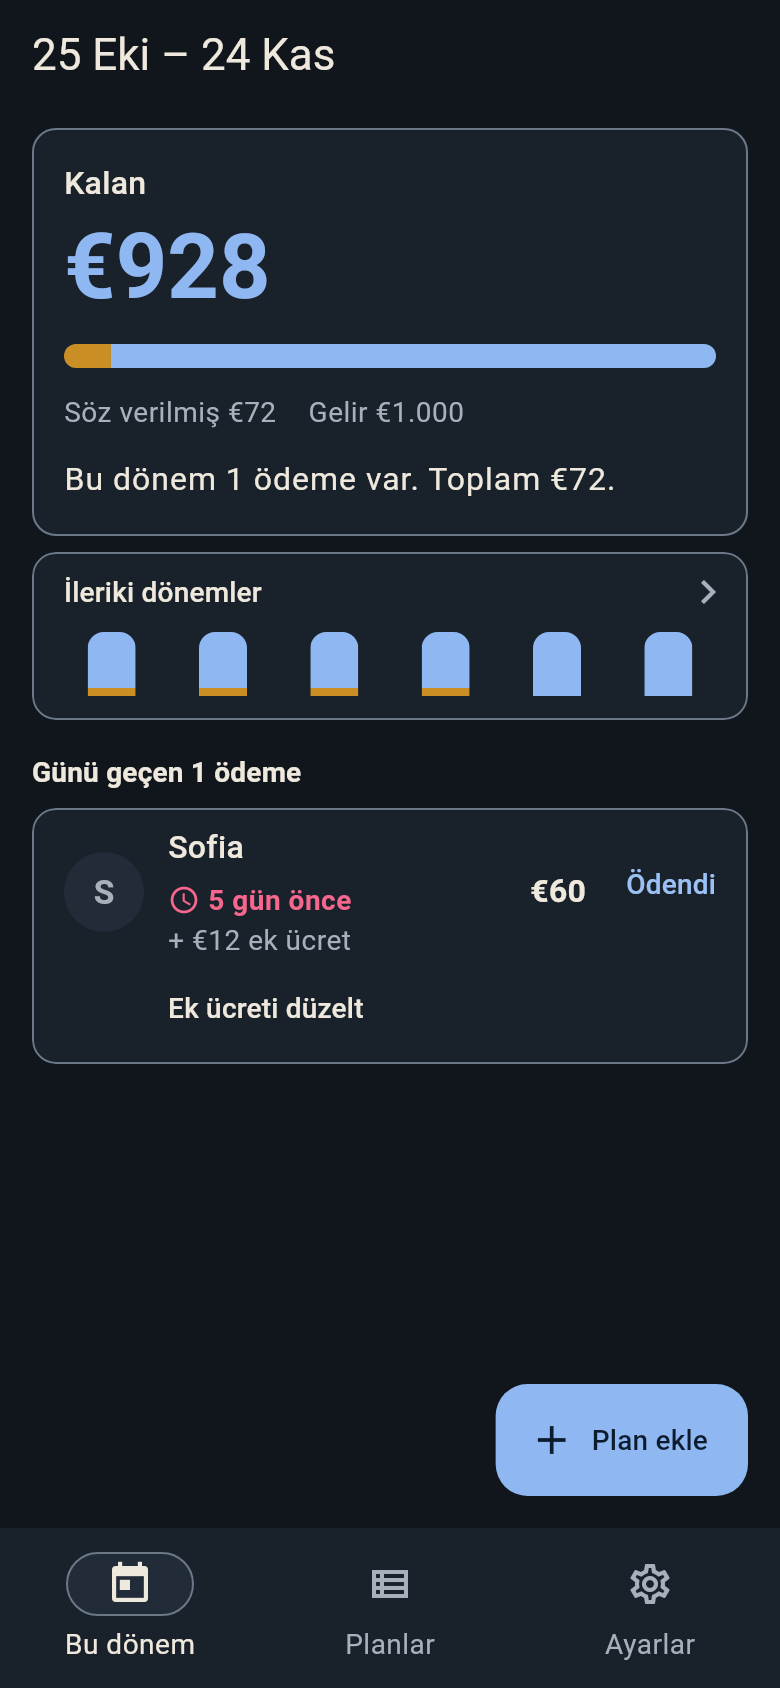 25 Eki – 24 Kas
Kalan
€928
Söz verilmiş €72 Gelir €1.000
Bu dönem 1 ödeme var. Toplam €72.
İleriki dönemler
Günü geçen 1 ödeme
S
Sofia
5 gün önce
+ €12 ek ücret
€60
Ödendi
Ek ücreti düzelt
Plan ekle
Bu dönem
Planlar
Ayarlar